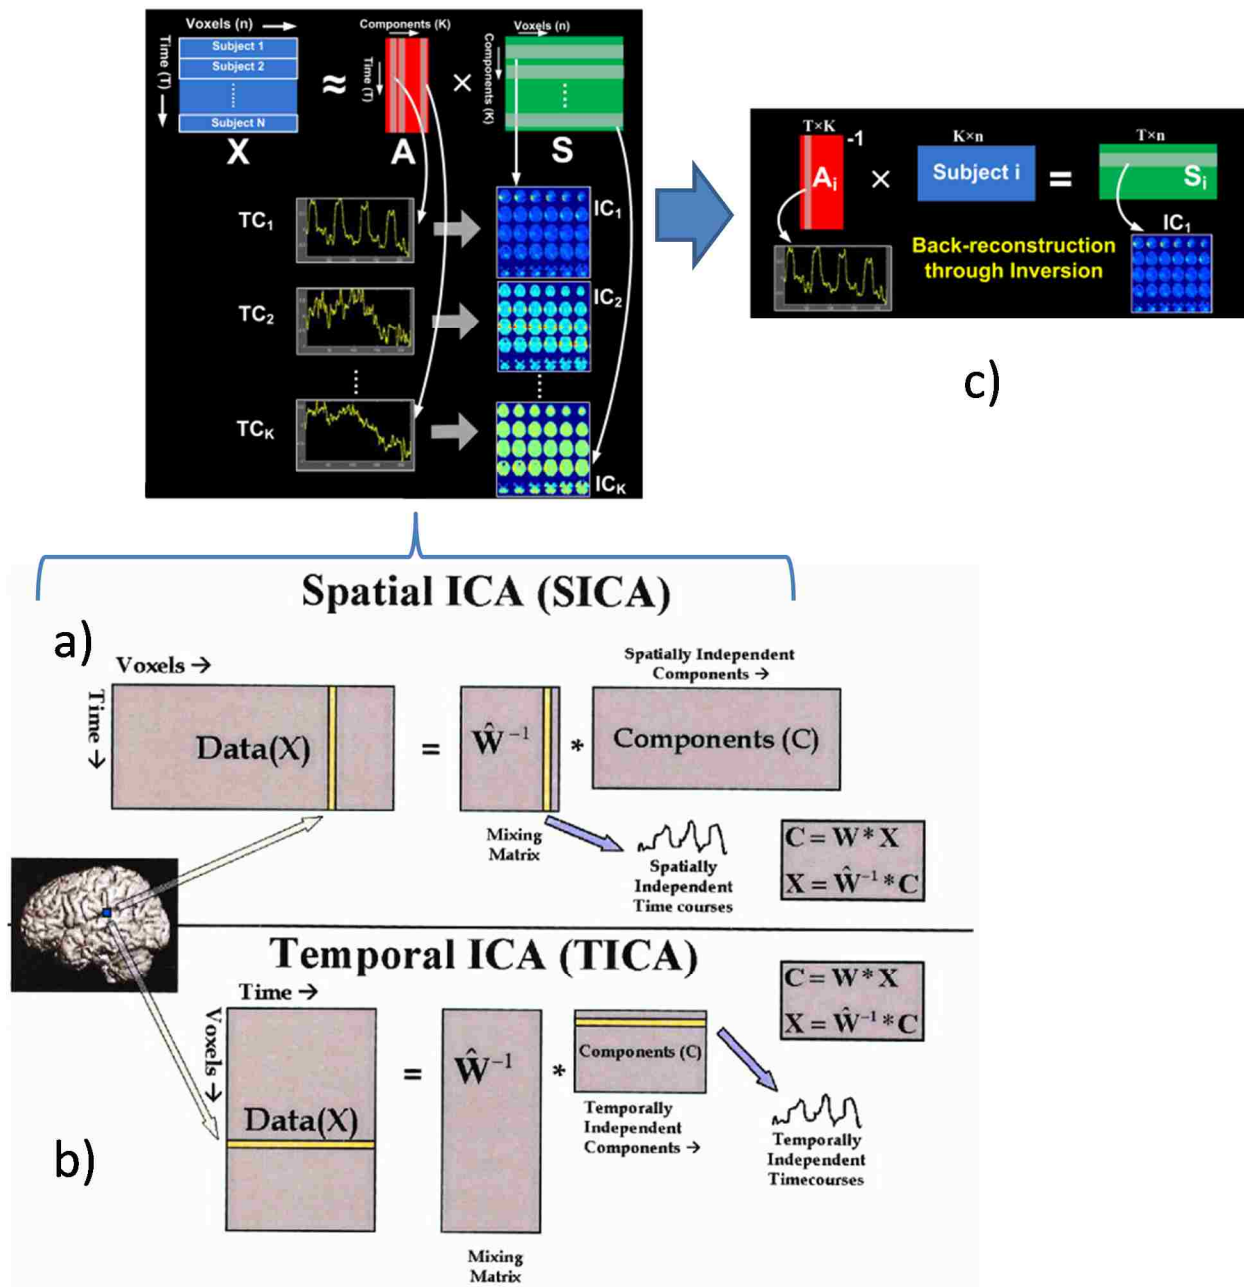 Voxels (n)
Time (T)
Subject 1
Subject 2
Subject N
X
≈
Components (K)
Time (T)
A
×
Voxels (n)
Components (K)
S
TC1
IC1
TC2
IC2
TCK
ICK
T×K
Ai
-1
×
K×n
Subject i
=
T×n
Si
IC1
Back-reconstruction
through Inversion
c)
Spatial ICA (SICA)
a)
Voxels →
Time →
Data(X)
=
Ŵ⁻¹
*
Spatially Independent
Components →
Components (C)
Mixing
Matrix
Spatially
Independent
Time courses
C = W * X
X = Ŵ⁻¹ * C
Temporal ICA (TICA)
b)
Time →
Voxels →
Data(X)
=
Ŵ⁻¹
*
Components (C)
Mixing
Matrix
Temporally
Independent
Components →
Temporally
Independent
Timecourses
C = W * X
X = Ŵ⁻¹ * C